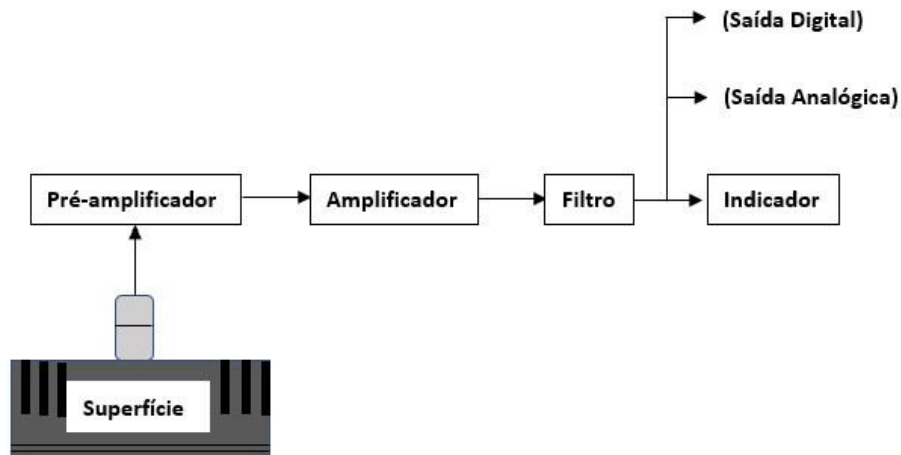 (Saída Digital)
(Saída Analógica)
Pré-amplificador
Amplificador
Filtro
Indicador
Superfície